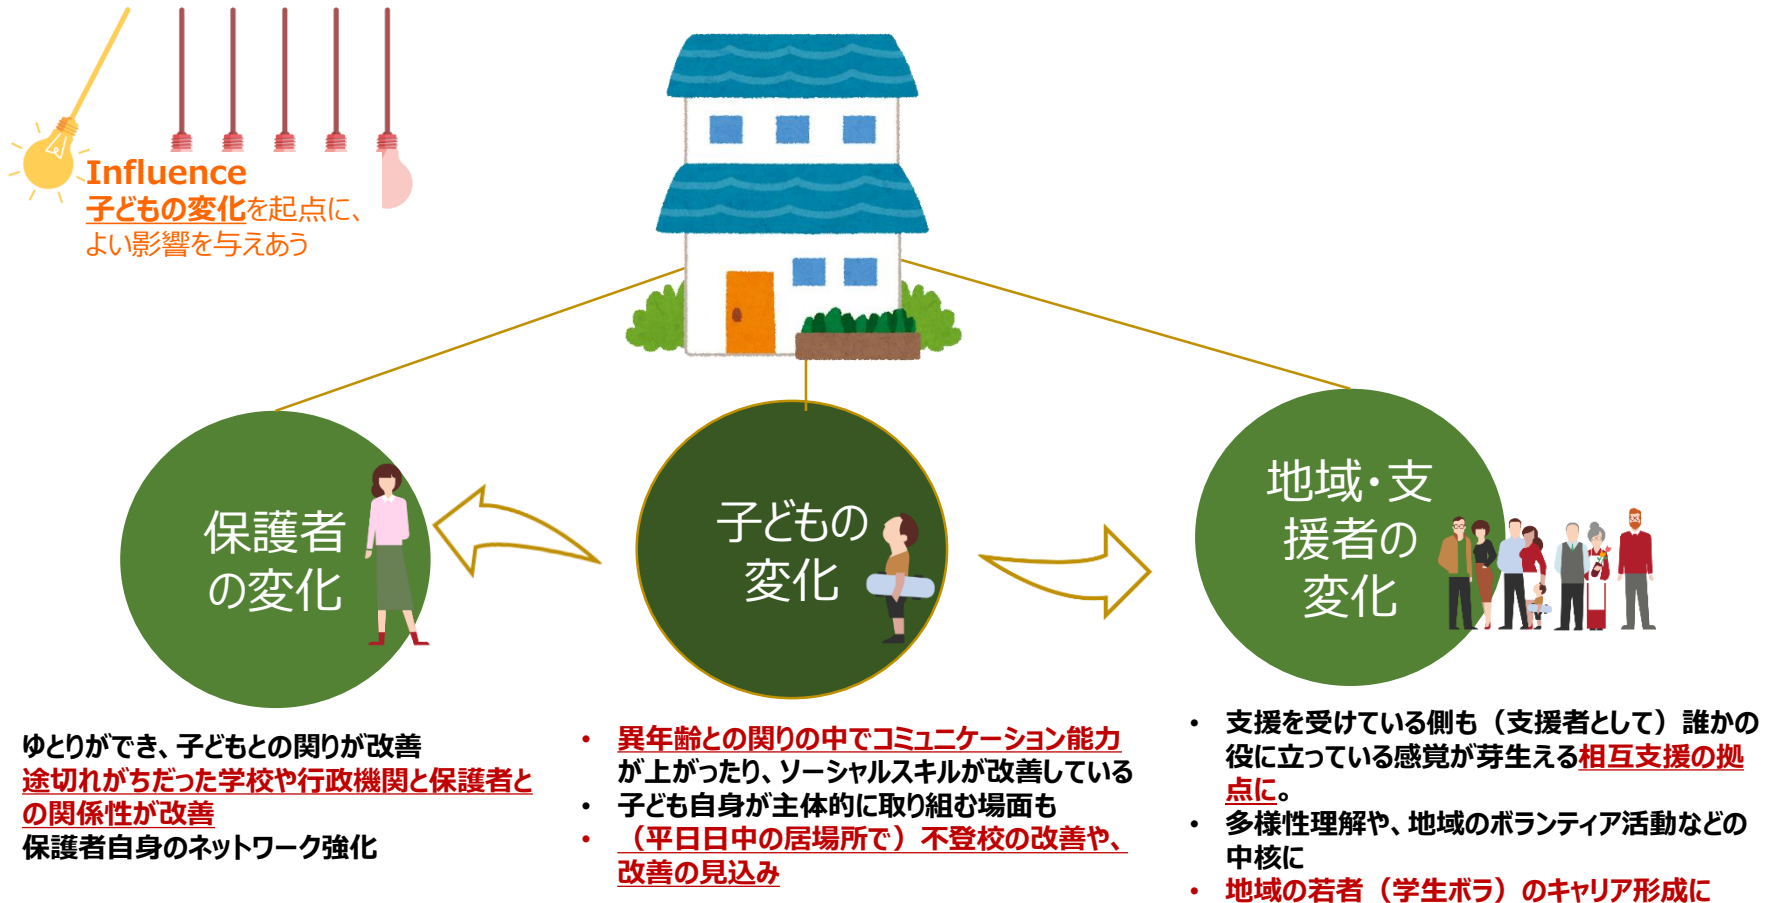 Influence
子どもの変化を起点に、
よい影響を与えあう
保護者
の変化
子どもの
変化
地域・支
援者の
変化
ゆとりができ、子どもとの関りが改善
途切れがちだった学校や行政機関と保護者と
の関係性が改善
保護者自身のネットワーク強化
• 異年齢との関りの中でコミュニケーション能力
が上がったり、ソーシャルスキルが改善している
• 子ども自身が主体的に取り組む場面も
• （平日日中の居場所で）不登校の改善や、
改善の見込み
• 支援を受けている側も（支援者として）誰かの
役に立っている感覚が芽生える相互支援の拠
点に。
• 多様性理解や、地域のボランティア活動などの
中核に
• 地域の若者（学生ボラ）のキャリア形成に